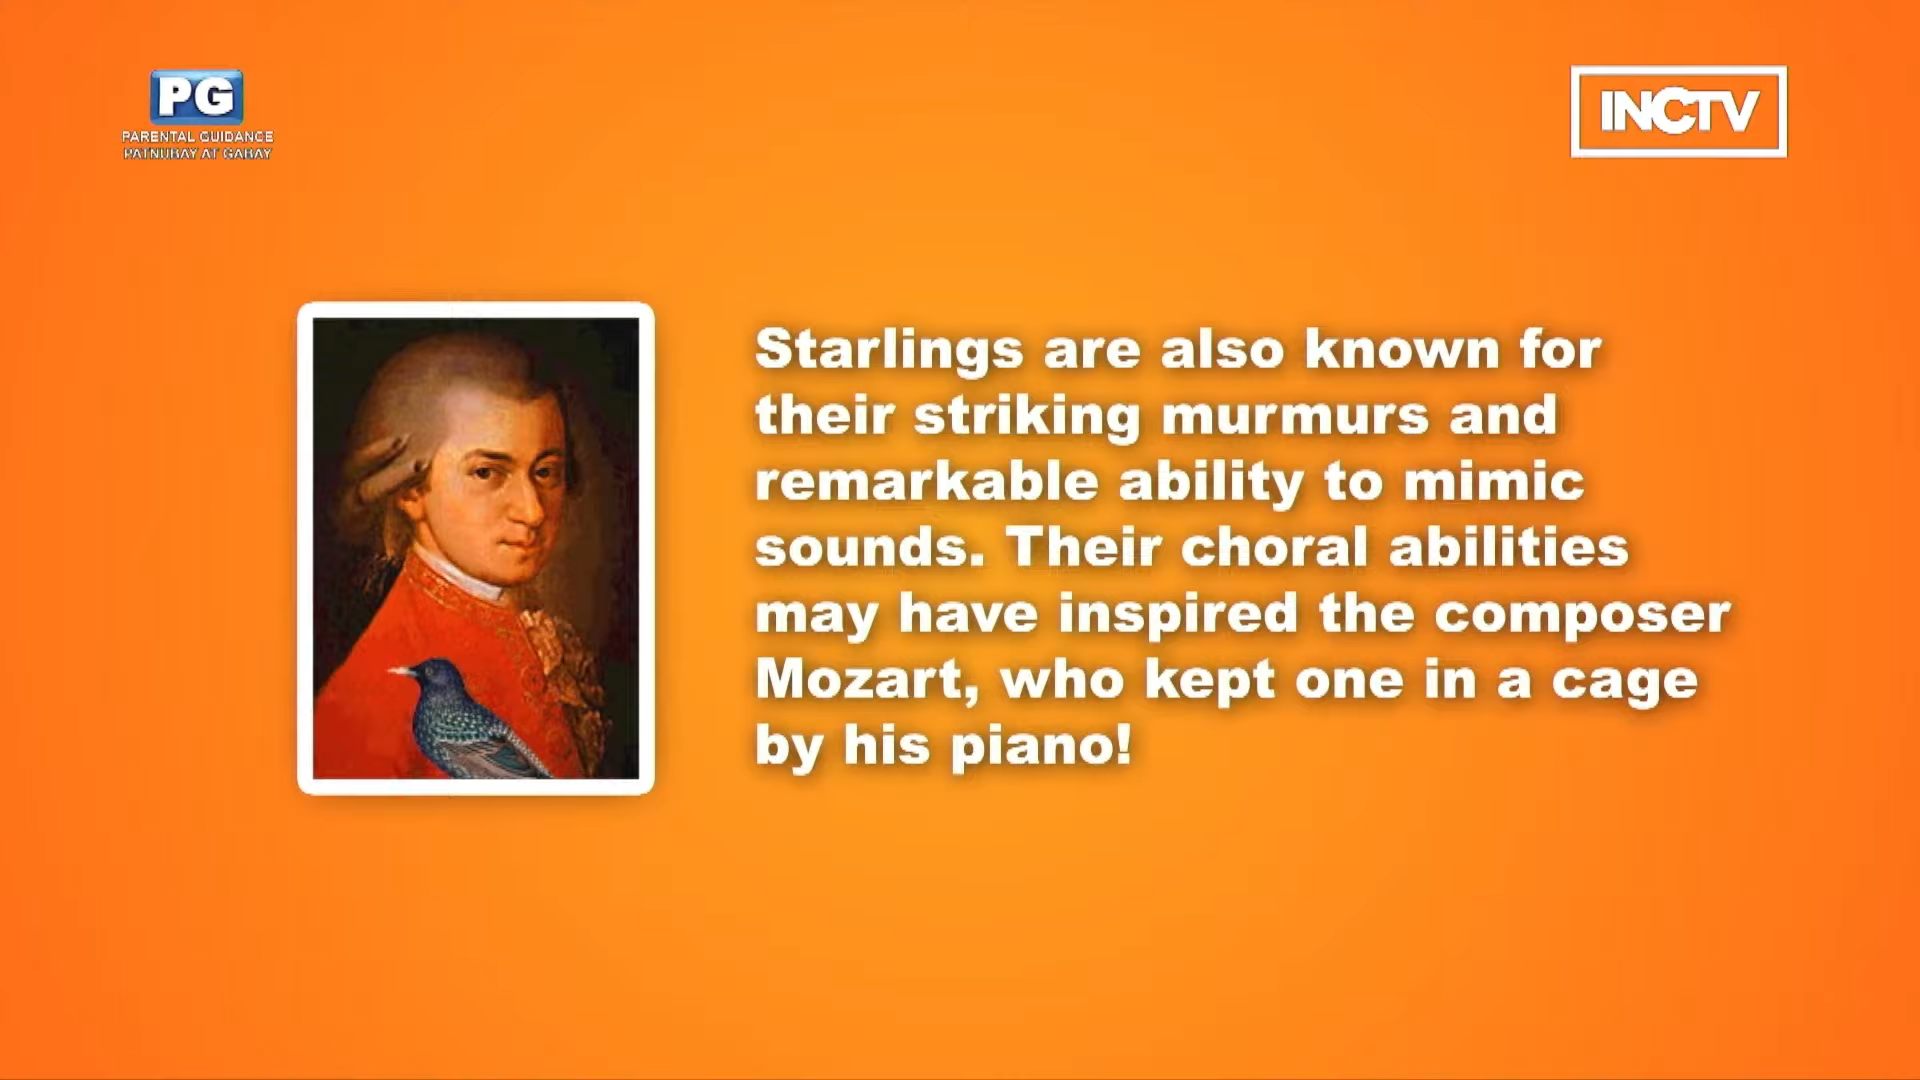 PG
PARENTAL GUIDANCE
PATNUBAY AT GABAY
INCTV
Starlings are also known for
their striking murmurs and
remarkable ability to mimic
sounds. Their choral abilities
may have inspired the composer
Mozart, who kept one in a cage
by his piano!